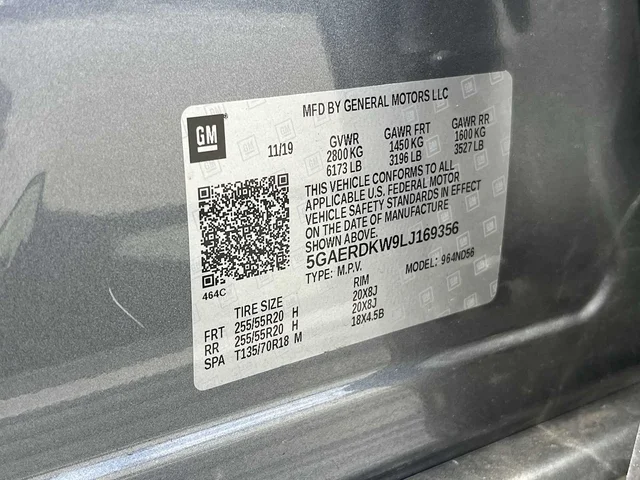 MFD BY GENERAL MOTORS LLC
GM
11/19
GVWR GAWR FRT GAWR RR
2800 KG 1450 KG 1600 KG
6173 LB 3196 LB 3527 LB
THIS VEHICLE CONFORMS TO ALL
APPLICABLE U.S. FEDERAL MOTOR
VEHICLE SAFETY STANDARDS IN EFFECT
ON THE DATE OF MANUFACTURE
SHOWN ABOVE.
5GAERDKW9LJ169356
TYPE: M.P.V. MODEL: 964ND56
464C
TIRE SIZE RIM
FRT 255/55R20 H 20X8J
RR 255/55R20 H 20X8J
SPA T135/70R18 M 18X4.5B